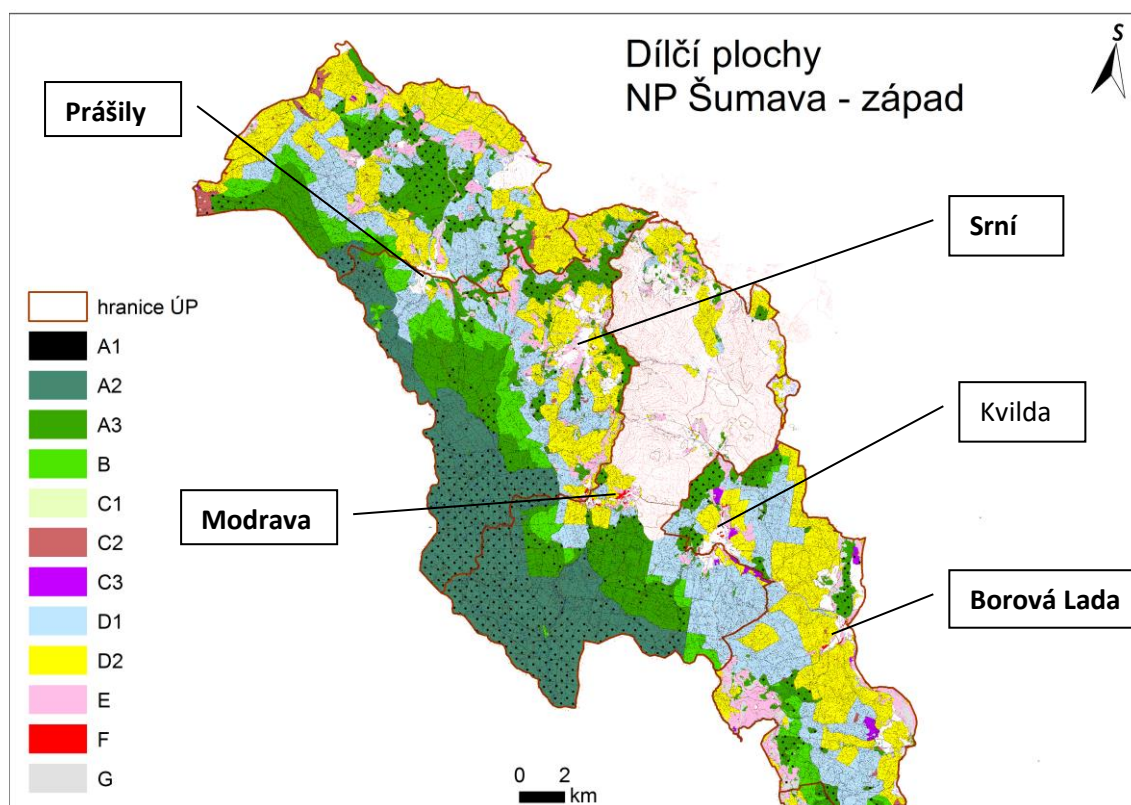 Dílčí plochy
NP Šumava - západ
S
Prášily
Srní
Kvilda
Modrava
Borová Lada
hranice ÚP
A1
A2
A3
B
C1
C2
C3
D1
D2
E
F
G
0 2
km